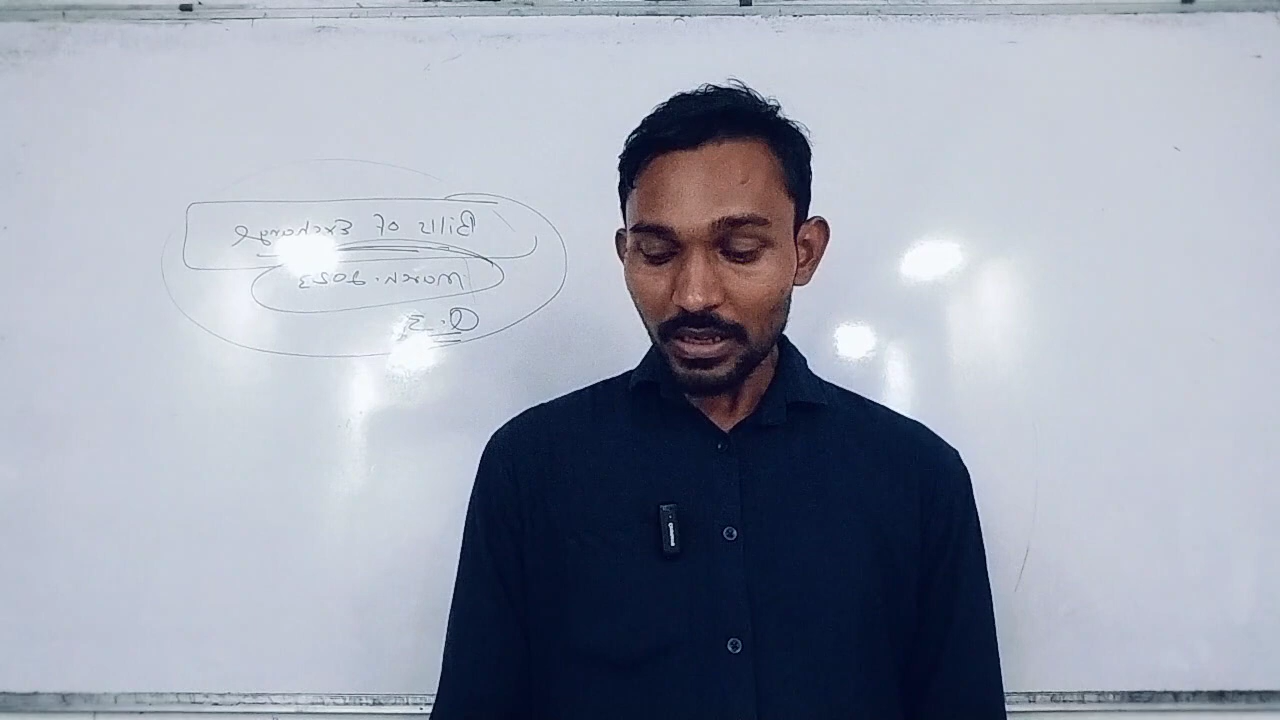 Bills of Exchange
March. 2023
Q. 3,